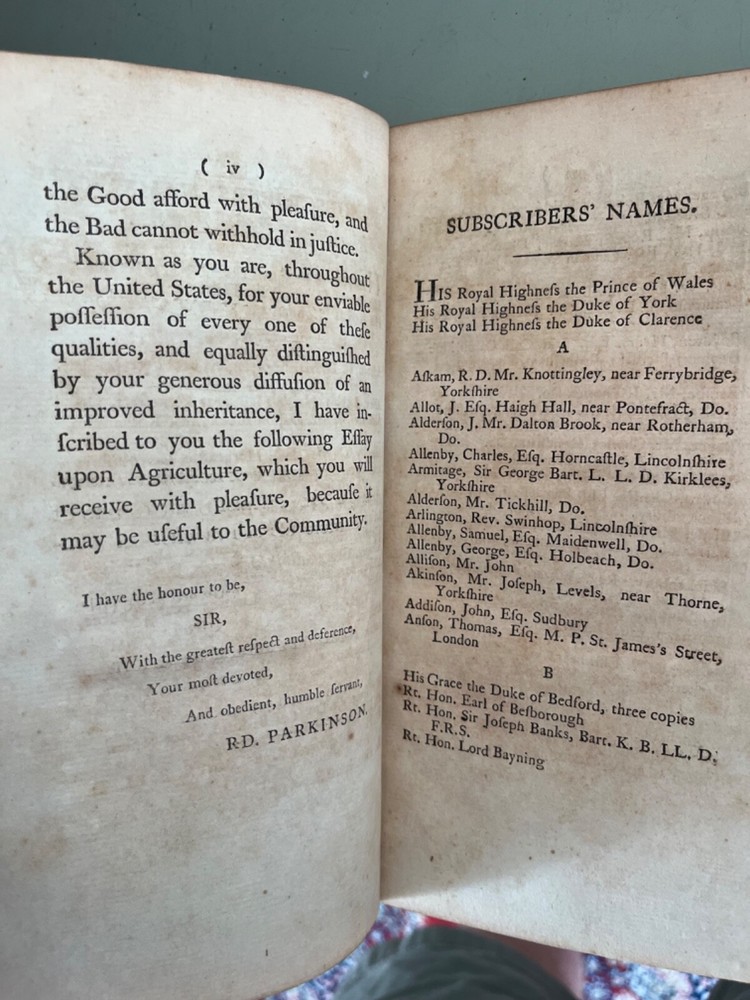 ( iv )
the Good afford with pleaſure, and
the Bad cannot withhold in juſtice.
Known as you are, throughout
the United States, for your enviable
poſſeſſion of every one of theſe
qualities, and equally diſtinguiſhed
by your generous diffuſion of an
improved inheritance, I have in-
ſcribed to you the following Eſſay
upon Agriculture, which you will
receive with pleaſure, becauſe it
may be uſeful to the Community.
I have the honour to be,
SIR,
With the greateſt reſpect and deference,
Your moſt devoted,
And obedient, humble ſervant,
RD. PARKINSON.
SUBSCRIBERS' NAMES.
HIS Royal Highneſs the Prince of Wales
His Royal Highneſs the Duke of York
His Royal Highneſs the Duke of Clarence
A
Aſkam, R. D. Mr. Knottingley, near Ferrybridge,
Yorkſhire
Allot, J. Eſq. Haigh Hall, near Pontefract, Do.
Alderſon, J. Mr. Dalton Brook, near Rotherham,
Do.
Allenby, Charles, Eſq. Horncaſtle, Lincolnſhire
Armitage, Sir George Bart. L. L. D. Kirklees,
Yorkſhire
Alderſon, Mr. Tickhill, Do.
Arlington, Rev. Swinhop, Lincolnſhire
Allenby, Samuel, Eſq. Maidenwell, Do.
Allenby, George, Eſq. Holbeach, Do.
Alliſon, Mr. John
Akinſon, Mr. Joſeph, Levels, near Thorne,
Yorkſhire
Addiſon, John, Eſq. Sudbury
Anſon, Thomas, Eſq. M. P. St. James's Street,
London
B
His Grace the Duke of Bedford, three copies
Rt. Hon. Earl of Beſborough
Rt. Hon. Sir Joſeph Banks, Bart. K. B. LL. D.
F.R.S.
Rt. Hon. Lord Bayning